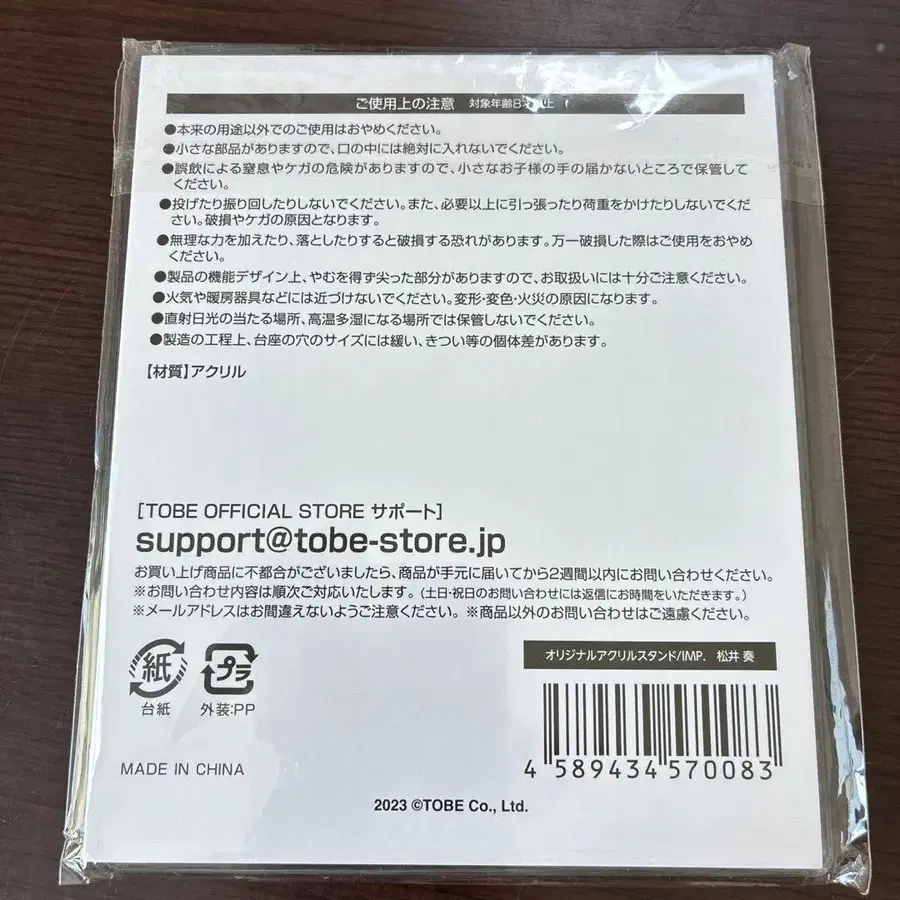 ご使用上の注意 対象年齢8才以上
●本来の用途以外でのご使用はおやめください。
●小さな部品がありますので、口の中には絶対に入れないでください。
●誤飲による窒息やケガの危険がありますので、小さなお子様の手の届かないところで保管して
ください。
●投げたり振り回したりしないでください。また、必要以上に引っ張ったり荷重をかけたりしないでくだ
さい。破損やケガの原因となります。
●無理な力を加えたり、落としたりすると破損する恐れがあります。万一破損した際はご使用をおやめ
ください。
●製品の機能デザイン上、やむを得ず尖った部分がありますので、お取扱いには十分ご注意ください。
●火気や暖房器具などには近づけないでください。変形・変色・火災の原因になります。
●直射日光の当たる場所、高温多湿になる場所では保管しないでください。
●製造の工程上、台座の穴のサイズには緩い、きつい等の個体差があります。
【材質】アクリル
[TOBE OFFICIAL STORE サポート]
support@tobe-store.jp
お買い上げ商品に不都合がございましたら、商品が手元に届いてから2週間以内にお問い合わせください。
※お問い合わせ内容は順次ご対応いたします。(土日・祝日のお問い合わせには返信にお時間をいただきます。)
※メールアドレスはお間違えないようご注意ください。※商品以外のお問い合わせはご遠慮ください。
紙 プラ
台紙 外装:PP
オリジナルアクリルスタンド/IMP. 松井 奏
4 589434 570083
MADE IN CHINA
2023 ©TOBE Co., Ltd.